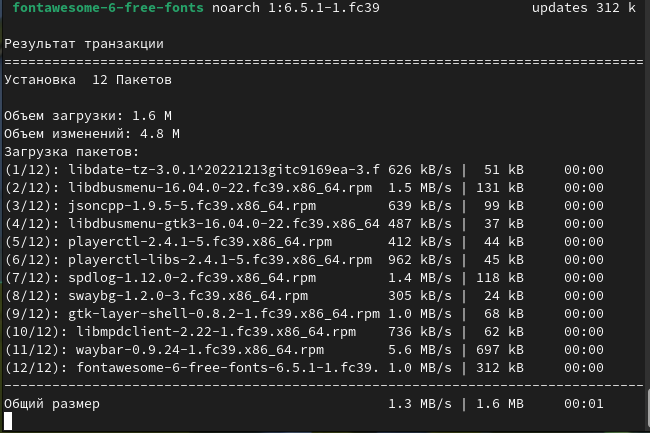 fontawesome-6-free-fonts noarch 1:6.5.1-1.fc39 updates 312 k
Результат транзакции
================================================================================
Установка  12 Пакетов
Объем загрузки: 1.6 M
Объем изменений: 4.8 M
Загрузка пакетов:
(1/12): libdate-tz-3.0.1^20221213gitc9169ea-3.f 626 kB/s |  51 kB     00:00
(2/12): libdbusmenu-16.04.0-22.fc39.x86_64.rpm  1.5 MB/s | 131 kB     00:00
(3/12): jsoncpp-1.9.5-5.fc39.x86_64.rpm         639 kB/s |  99 kB     00:00
(4/12): libdbusmenu-gtk3-16.04.0-22.fc39.x86_64 487 kB/s |  37 kB     00:00
(5/12): playerctl-2.4.1-5.fc39.x86_64.rpm       412 kB/s |  44 kB     00:00
(6/12): playerctl-libs-2.4.1-5.fc39.x86_64.rpm  962 kB/s |  45 kB     00:00
(7/12): spdlog-1.12.0-2.fc39.x86_64.rpm         1.4 MB/s | 118 kB     00:00
(8/12): swaybg-1.2.0-3.fc39.x86_64.rpm          305 kB/s |  24 kB     00:00
(9/12): gtk-layer-shell-0.8.2-1.fc39.x86_64.rpm 1.0 MB/s |  68 kB     00:00
(10/12): libmpdclient-2.22-1.fc39.x86_64.rpm    736 kB/s |  62 kB     00:00
(11/12): waybar-0.9.24-1.fc39.x86_64.rpm        5.6 MB/s | 697 kB     00:00
(12/12): fontawesome-6-free-fonts-6.5.1-1.fc39. 1.0 MB/s | 312 kB     00:00
--------------------------------------------------------------------------------
Общий размер                                    1.3 MB/s | 1.6 MB     00:01